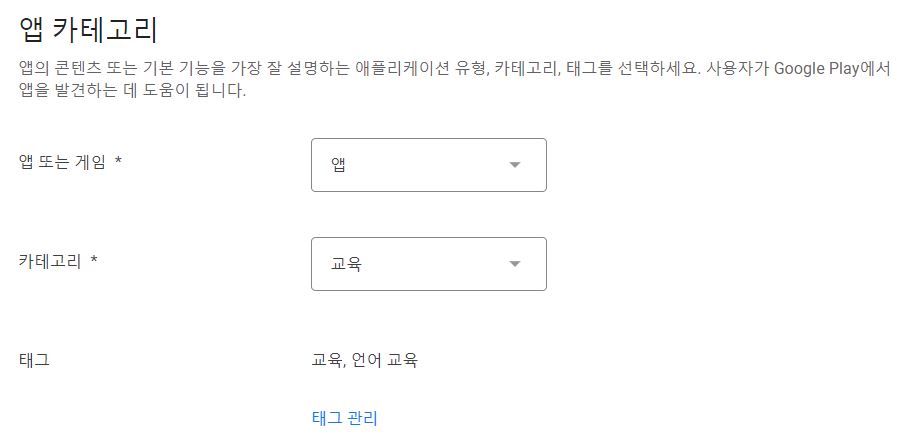 앱 카테고리
앱의 콘텐츠 또는 기본 기능을 가장 잘 설명하는 애플리케이션 유형, 카테고리, 태그를 선택하세요. 사용자가 Google Play에서
앱을 발견하는 데 도움이 됩니다.
앱 또는 게임 *
앱
카테고리 *
교육
태그
교육, 언어 교육
태그 관리